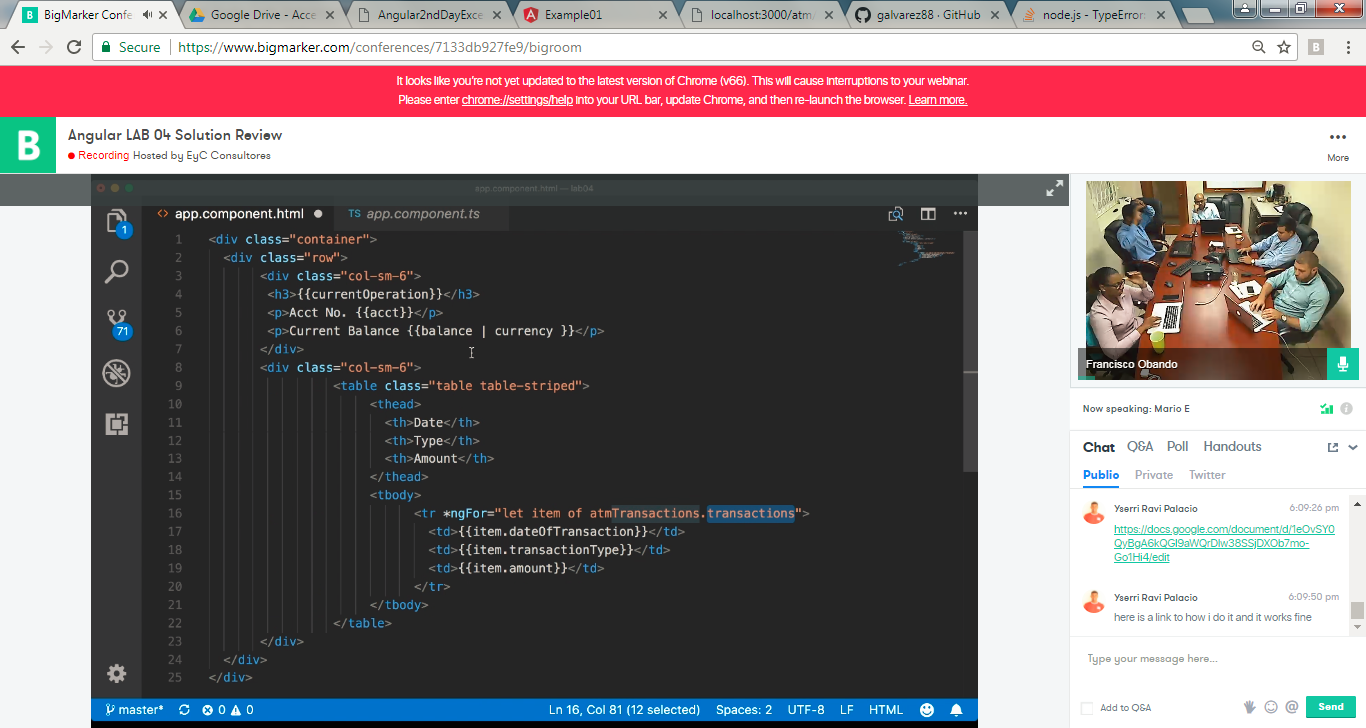 BigMarker Confe
Google Drive - Acce
Angular2ndDayExce
Example01
localhost:3000/atm/
galvarez88 · GitHub
node.js - TypeError:
Secure
https://www.bigmarker.com/conferences/7133db927fe9/bigroom
It looks like you're not yet updated to the latest version of Chrome (v66). This will cause interruptions to your webinar.
Please enter chrome://settings/help into your URL bar, update Chrome, and then re-launch the browser. Learn more.
B
Angular LAB 04 Solution Review
Recording Hosted by EyC Consultores
More
app.component.html — lab04
app.component.html
TS app.component.ts
1
71
1 <div class="container">
2 <div class="row">
3 <div class="col-sm-6">
4 <h3>{{currentOperation}}</h3>
5 <p>Acct No. {{acct}}</p>
6 <p>Current Balance {{balance | currency }}</p>
7 </div>
8 <div class="col-sm-6">
9 <table class="table table-striped">
10 <thead>
11 <th>Date</th>
12 <th>Type</th>
13 <th>Amount</th>
14 </thead>
15 <tbody>
16 <tr *ngFor="let item of atmTransactions.transactions">
17 <td>{{item.dateOfTransaction}}</td>
18 <td>{{item.transactionType}}</td>
19 <td>{{item.amount}}</td>
20 </tr>
21 </tbody>
22 </table>
23 </div>
24 </div>
25 </div>
master*
0
0
Ln 16, Col 81 (12 selected)
Spaces: 2
UTF-8
LF
HTML
Francisco Obando
Now speaking: Mario E
Chat
Q&A
Poll
Handouts
Public
Private
Twitter
Yserri Ravi Palacio 6:09:26 pm
https://docs.google.com/document/d/1eOvSY0
QyBgA6kQGI9aWQrDlw38SSjDXOb7mo-
Go1Hi4/edit
Yserri Ravi Palacio 6:09:50 pm
here is a link to how i do it and it works fine
Type your message here...
Add to Q&A
Send